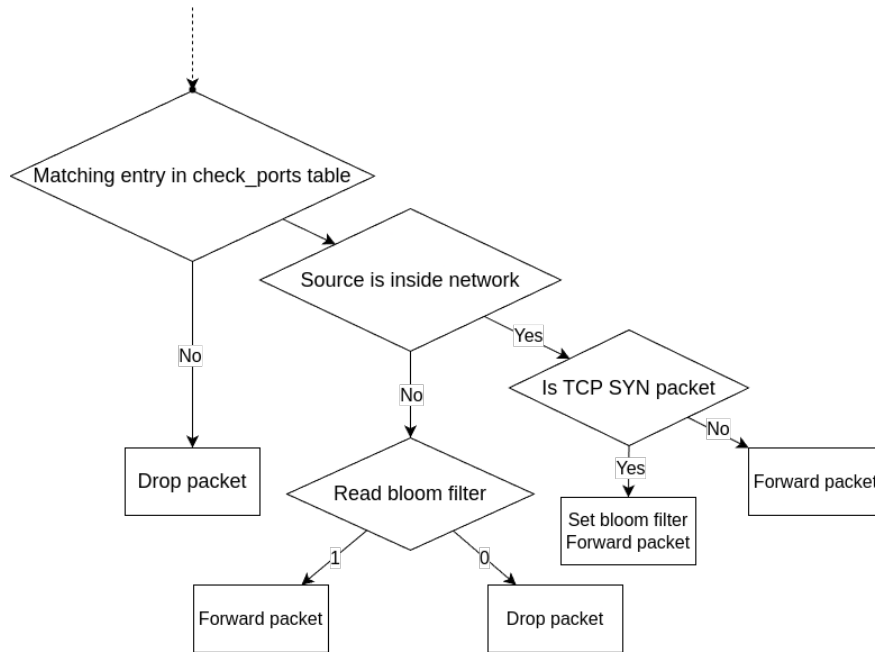 Matching entry in check_ports table
Source is inside network
Yes
Is TCP SYN packet
No
No
No
Yes
Drop packet
Read bloom filter
Forward packet
Set bloom filter
Forward packet
1
0
Forward packet
Drop packet